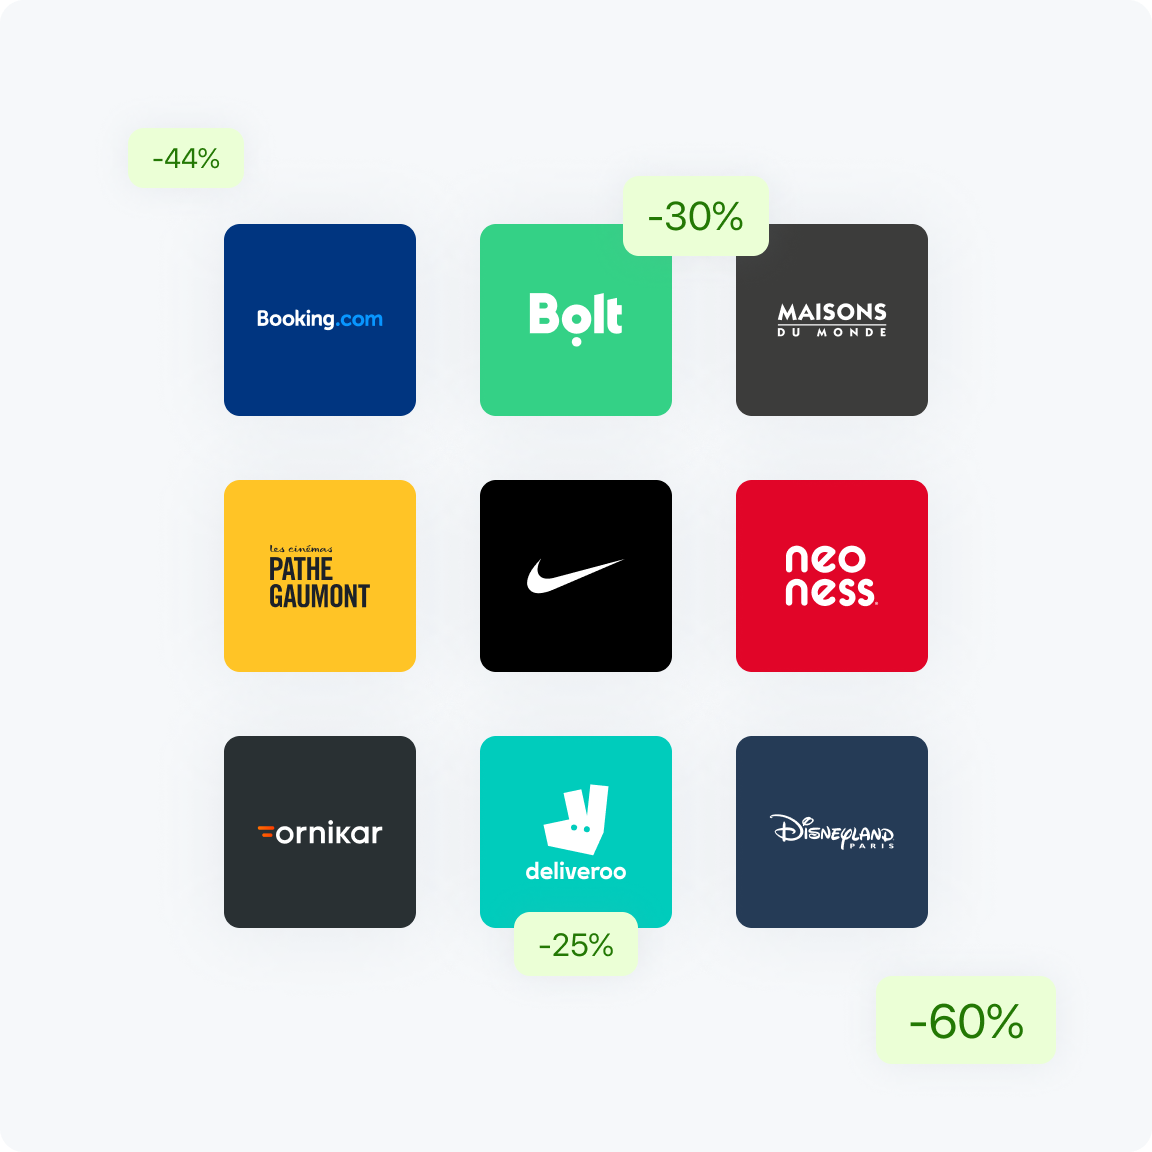 -44%
-30%
Booking.com
Bolt
MAISONS
DU MONDE
les cinémas
PATHE
GAUMONT
neo
ness
ornikar
deliveroo
DISNEYLAND
PARIS
-25%
-60%